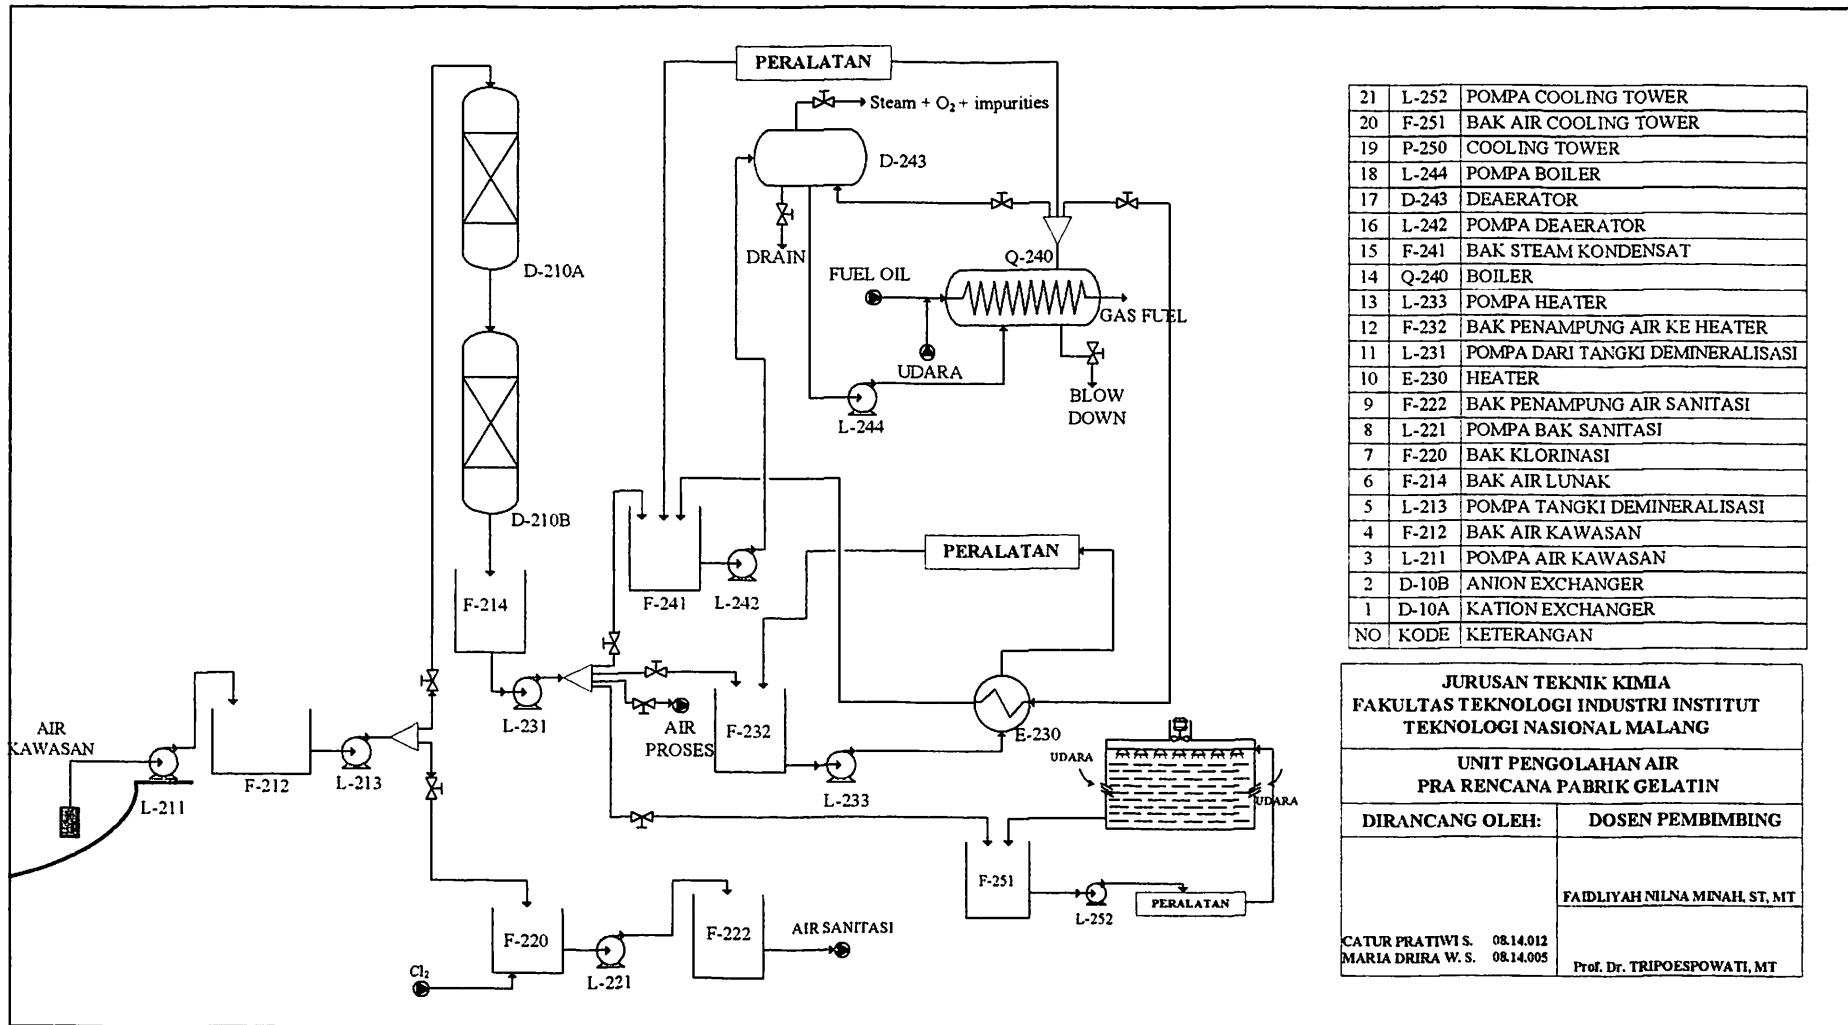 PERALATAN
Steam + O₂ + impurities
D-243
D-210A
DRAIN
Q-240
FUEL OIL
GAS FUEL
UDARA
BLOW
DOWN
L-244
D-210B
F-214
F-241
L-242
PERALATAN
L-231
AIR
PROSES
F-232
E-230
L-233
AIR
KAWASAN
L-211
F-212
L-213
UDARA
UDARA
F-251
L-252
PERALATAN
F-220
L-221
F-222
AIR SANITASI
Cl₂
21 L-252 POMPA COOLING TOWER
20 F-251 BAK AIR COOLING TOWER
19 P-250 COOLING TOWER
18 L-244 POMPA BOILER
17 D-243 DEAERATOR
16 L-242 POMPA DEAERATOR
15 F-241 BAK STEAM KONDENSAT
14 Q-240 BOILER
13 L-233 POMPA HEATER
12 F-232 BAK PENAMPUNG AIR KE HEATER
11 L-231 POMPA DARI TANGKI DEMINERALISASI
10 E-230 HEATER
9 F-222 BAK PENAMPUNG AIR SANITASI
8 L-221 POMPA BAK SANITASI
7 F-220 BAK KLORINASI
6 F-214 BAK AIR LUNAK
5 L-213 POMPA TANGKI DEMINERALISASI
4 F-212 BAK AIR KAWASAN
3 L-211 POMPA AIR KAWASAN
2 D-10B ANION EXCHANGER
1 D-10A KATION EXCHANGER
NO KODE KETERANGAN
JURUSAN TEKNIK KIMIA
FAKULTAS TEKNOLOGI INDUSTRI INSTITUT
TEKNOLOGI NASIONAL MALANG
UNIT PENGOLAHAN AIR
PRA RENCANA PABRIK GELATIN
DIRANCANG OLEH: DOSEN PEMBIMBING
FAIDLIYAH NILNA MINAH, ST, MT
CATUR PRATIWI S. 08.14.012
MARIA DRIRA W. S. 08.14.005
Prof. Dr. TRIPOESPOWATI, MT